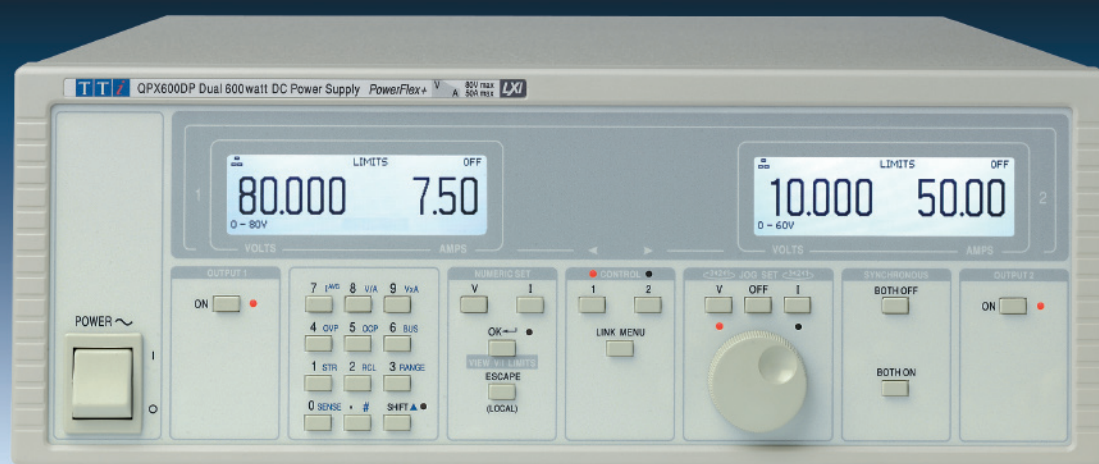 TTi QPX600DP Dual 600watt DC Power Supply PowerFlex+ V A 80V max 50A max LXI
1
LIMITS OFF
80.000 7.50
0 – 80V
VOLTS AMPS
LIMITS OFF
10.000 50.00
0 – 60V
VOLTS AMPS
2
◄ ►
OUTPUT 1
ON
POWER
I
O
7 IAVG 8 V/A 9 VxA
4 OVP 5 OCP 6 BUS
1 STR 2 RCL 3 RANGE
0 SENSE . # SHIFT▲
NUMERIC SET
V I
OK
VIEW V/I LIMITS
ESCAPE
(LOCAL)
CONTROL
1 2
LINK MENU
JOG SET
V OFF I
SYNCHRONOUS
BOTH OFF
BOTH ON
OUTPUT 2
ON